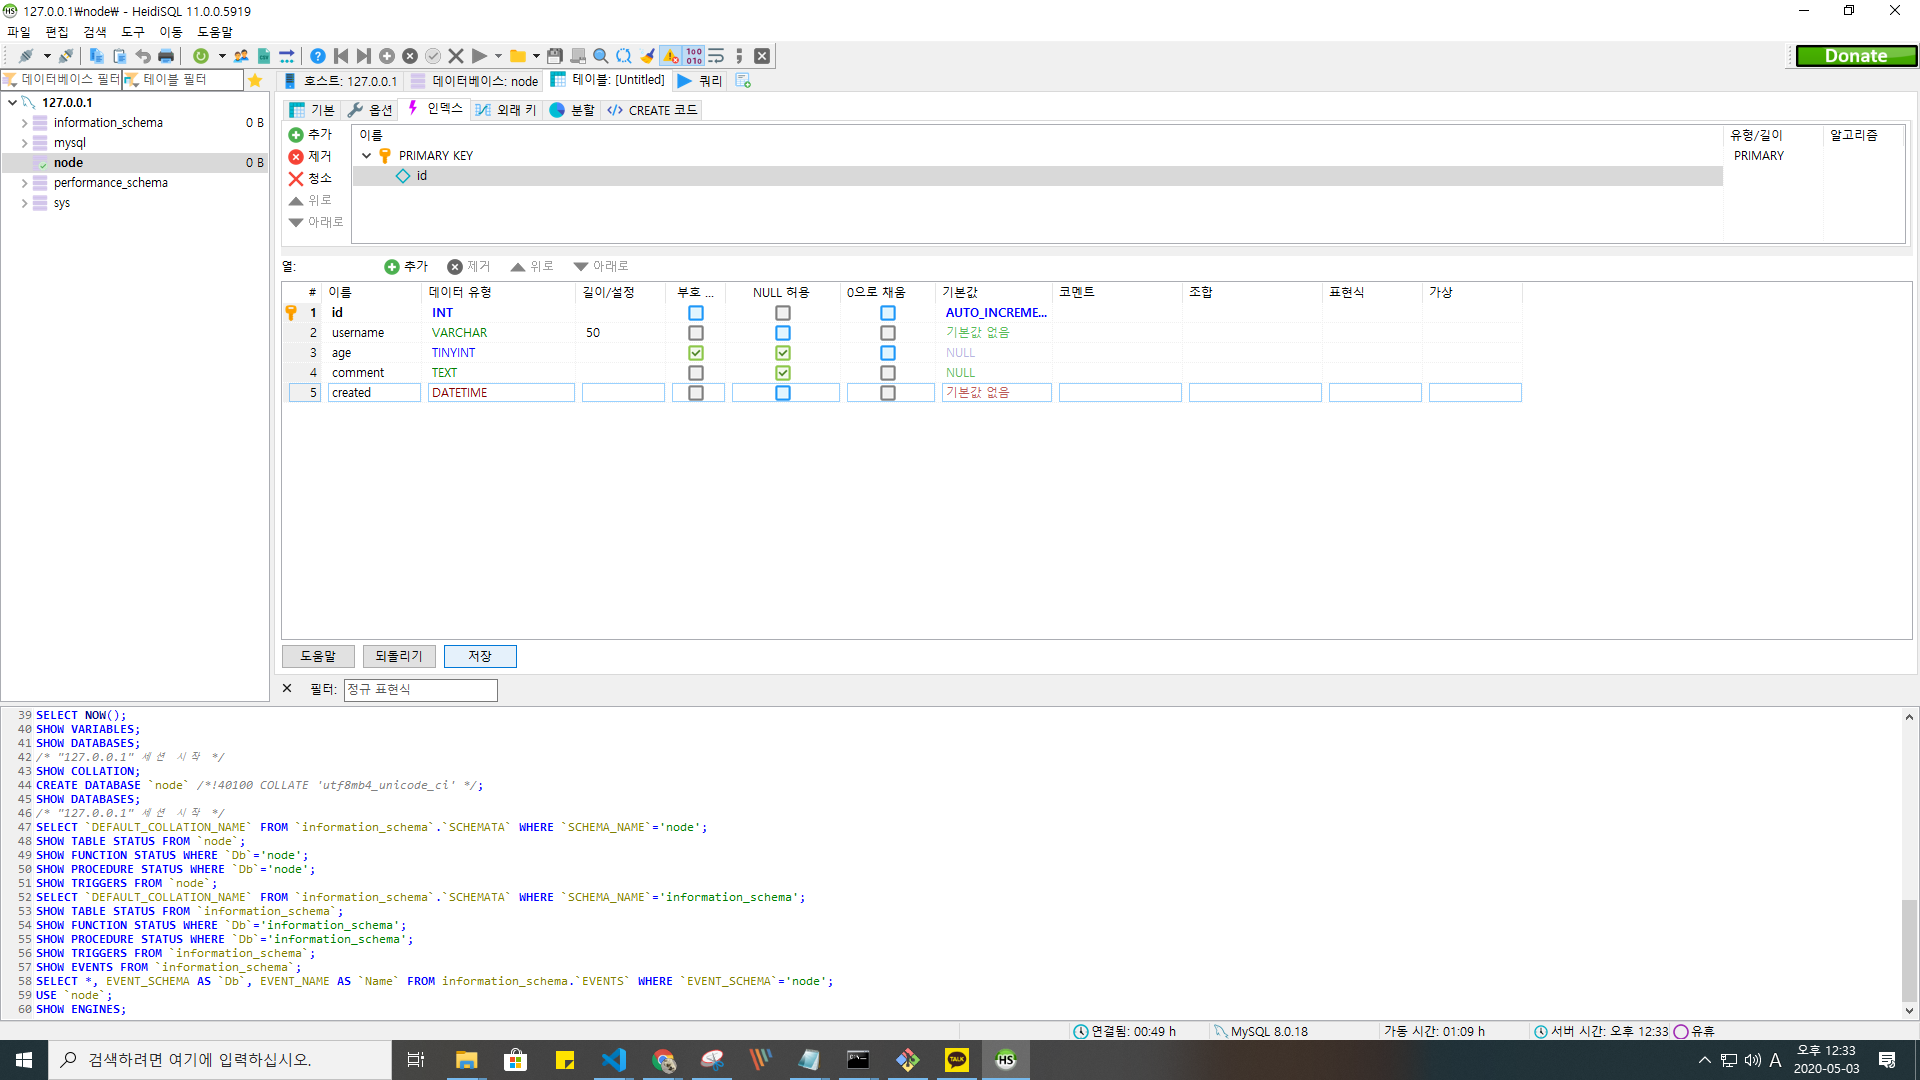 127.0.0.1\node\ - HeidiSQL 11.0.0.5919
파일 편집 검색 도구 이동 도움말
Donate
데이터베이스 필터 테이블 필터
호스트: 127.0.0.1 데이터베이스: node 테이블: [Untitled] 쿼리
127.0.0.1
information_schema 0 B
mysql
node 0 B
performance_schema
sys
기본 옵션 인덱스 외래 키 분할 CREATE 코드
추가
제거
청소
위로
아래로
이름 유형/길이 알고리즘
PRIMARY KEY PRIMARY
id
열: 추가 제거 위로 아래로
# 이름 데이터 유형 길이/설정 부호 ... NULL 허용 0으로 채움 기본값 코멘트 조합 표현식 가상
1 id INT AUTO_INCREME...
2 username VARCHAR 50 기본값 없음
3 age TINYINT NULL
4 comment TEXT NULL
5 created DATETIME 기본값 없음
도움말 되돌리기 저장
필터: 정규 표현식
39 SELECT NOW();
40 SHOW VARIABLES;
41 SHOW DATABASES;
42 /* "127.0.0.1" 세션 시작 */
43 SHOW COLLATION;
44 CREATE DATABASE `node` /*!40100 COLLATE 'utf8mb4_unicode_ci' */;
45 SHOW DATABASES;
46 /* "127.0.0.1" 세션 시작 */
47 SELECT `DEFAULT_COLLATION_NAME` FROM `information_schema`.`SCHEMATA` WHERE `SCHEMA_NAME`='node';
48 SHOW TABLE STATUS FROM `node`;
49 SHOW FUNCTION STATUS WHERE `Db`='node';
50 SHOW PROCEDURE STATUS WHERE `Db`='node';
51 SHOW TRIGGERS FROM `node`;
52 SELECT `DEFAULT_COLLATION_NAME` FROM `information_schema`.`SCHEMATA` WHERE `SCHEMA_NAME`='information_schema';
53 SHOW TABLE STATUS FROM `information_schema`;
54 SHOW FUNCTION STATUS WHERE `Db`='information_schema';
55 SHOW PROCEDURE STATUS WHERE `Db`='information_schema';
56 SHOW TRIGGERS FROM `information_schema`;
57 SHOW EVENTS FROM `information_schema`;
58 SELECT *, EVENT_SCHEMA AS `Db`, EVENT_NAME AS `Name` FROM information_schema.`EVENTS` WHERE `EVENT_SCHEMA`='node';
59 USE `node`;
60 SHOW ENGINES;
연결됨: 00:49 h MySQL 8.0.18 가동 시간: 01:09 h 서버 시간: 오후 12:33 유휴
검색하려면 여기에 입력하십시오.
TALK
HS
A
오후 12:33
2020-05-03